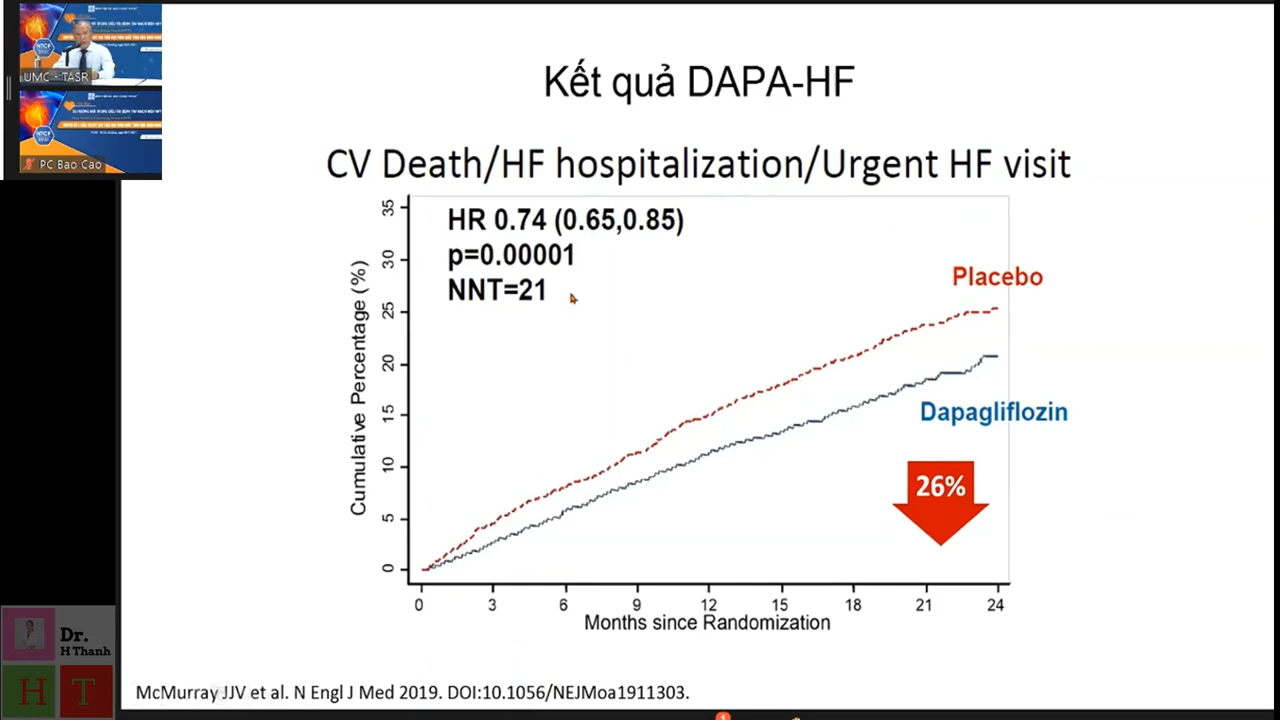 UMC - TASR
NTCF
PC Bao Cao
NTCF
Kết quả DAPA-HF
CV Death/HF hospitalization/Urgent HF visit
HR 0.74 (0.65,0.85)
p=0.00001
NNT=21
Placebo
Dapagliflozin
26%
Cumulative Percentage (%)
35
30
25
20
15
10
5
0
0 3 6 9 12 15 18 21 24
Months since Randomization
Dr.
H Thanh
H T
McMurray JJV et al. N Engl J Med 2019. DOI:10.1056/NEJMoa1911303.
1